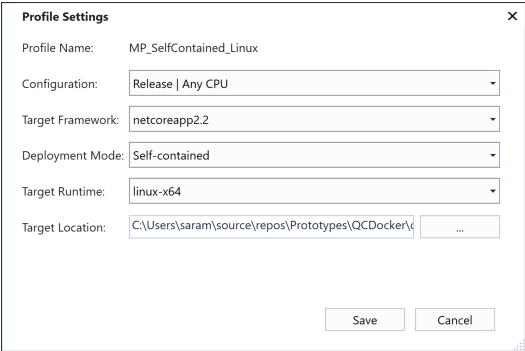 Profile Settings
Profile Name: MP_SelfContained_Linux
Configuration: Release | Any CPU
Target Framework: netcoreapp2.2
Deployment Mode: Self-contained
Target Runtime: linux-x64
Target Location: C:\Users\saram\source\repos\Prototypes\QCDocker\ ...
Save Cancel